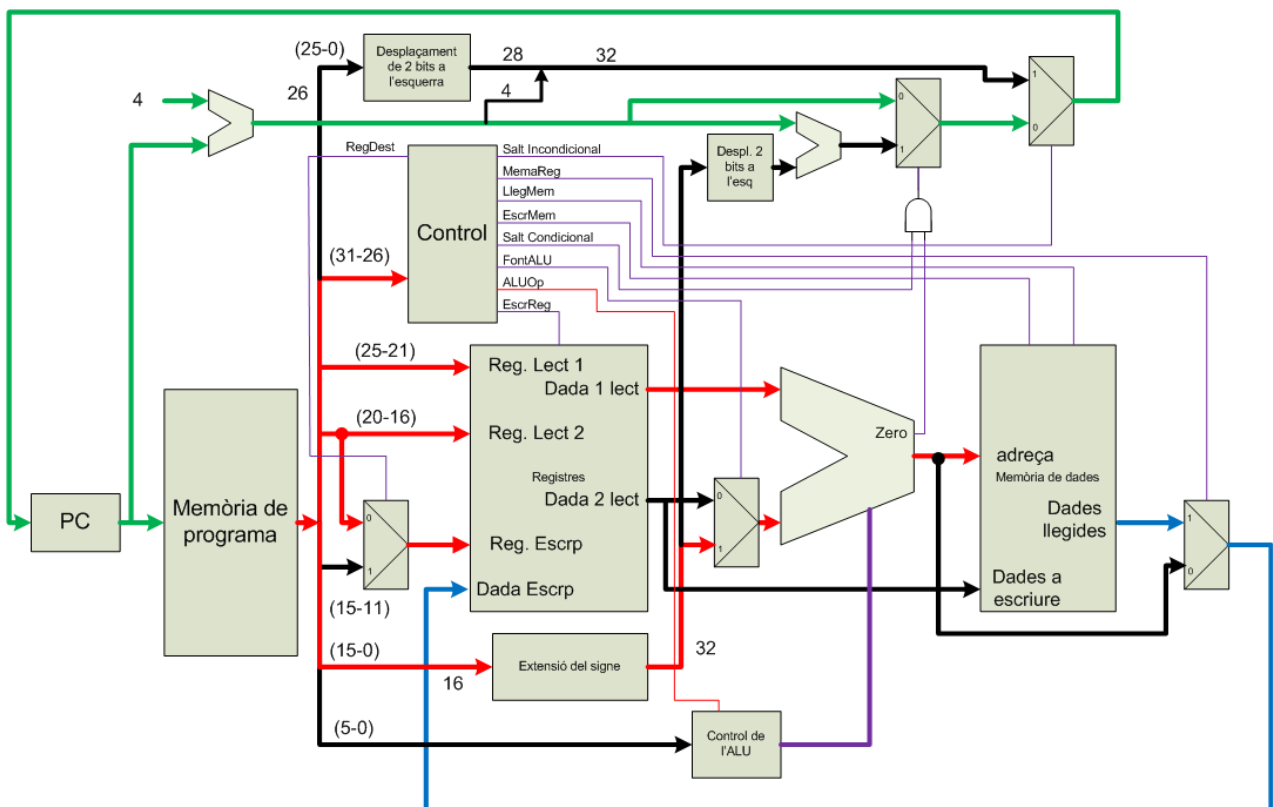 (25-0)
Desplaçament
de 2 bits a
l'esquerra
28
32
4
26
4
RegDest
Control
Salt Incondicional
MemaReg
LlegMem
EscrMem
Salt Condicional
FontALU
ALUOp
EscrReg
Despl. 2
bits a
l'esq
0
1
1
0
(31-26)
(25-21)
(20-16)
Reg. Lect 1
Dada 1 lect
Reg. Lect 2
Registres
Dada 2 lect
Reg. Escrp
Dada Escrp
PC
Memòria de
programa
0
1
(15-11)
(15-0)
16
Extensió del signe
32
(5-0)
Control de
l'ALU
0
1
Zero
adreça
Memòria de dades
Dades
llegides
Dades a
escriure
1
0